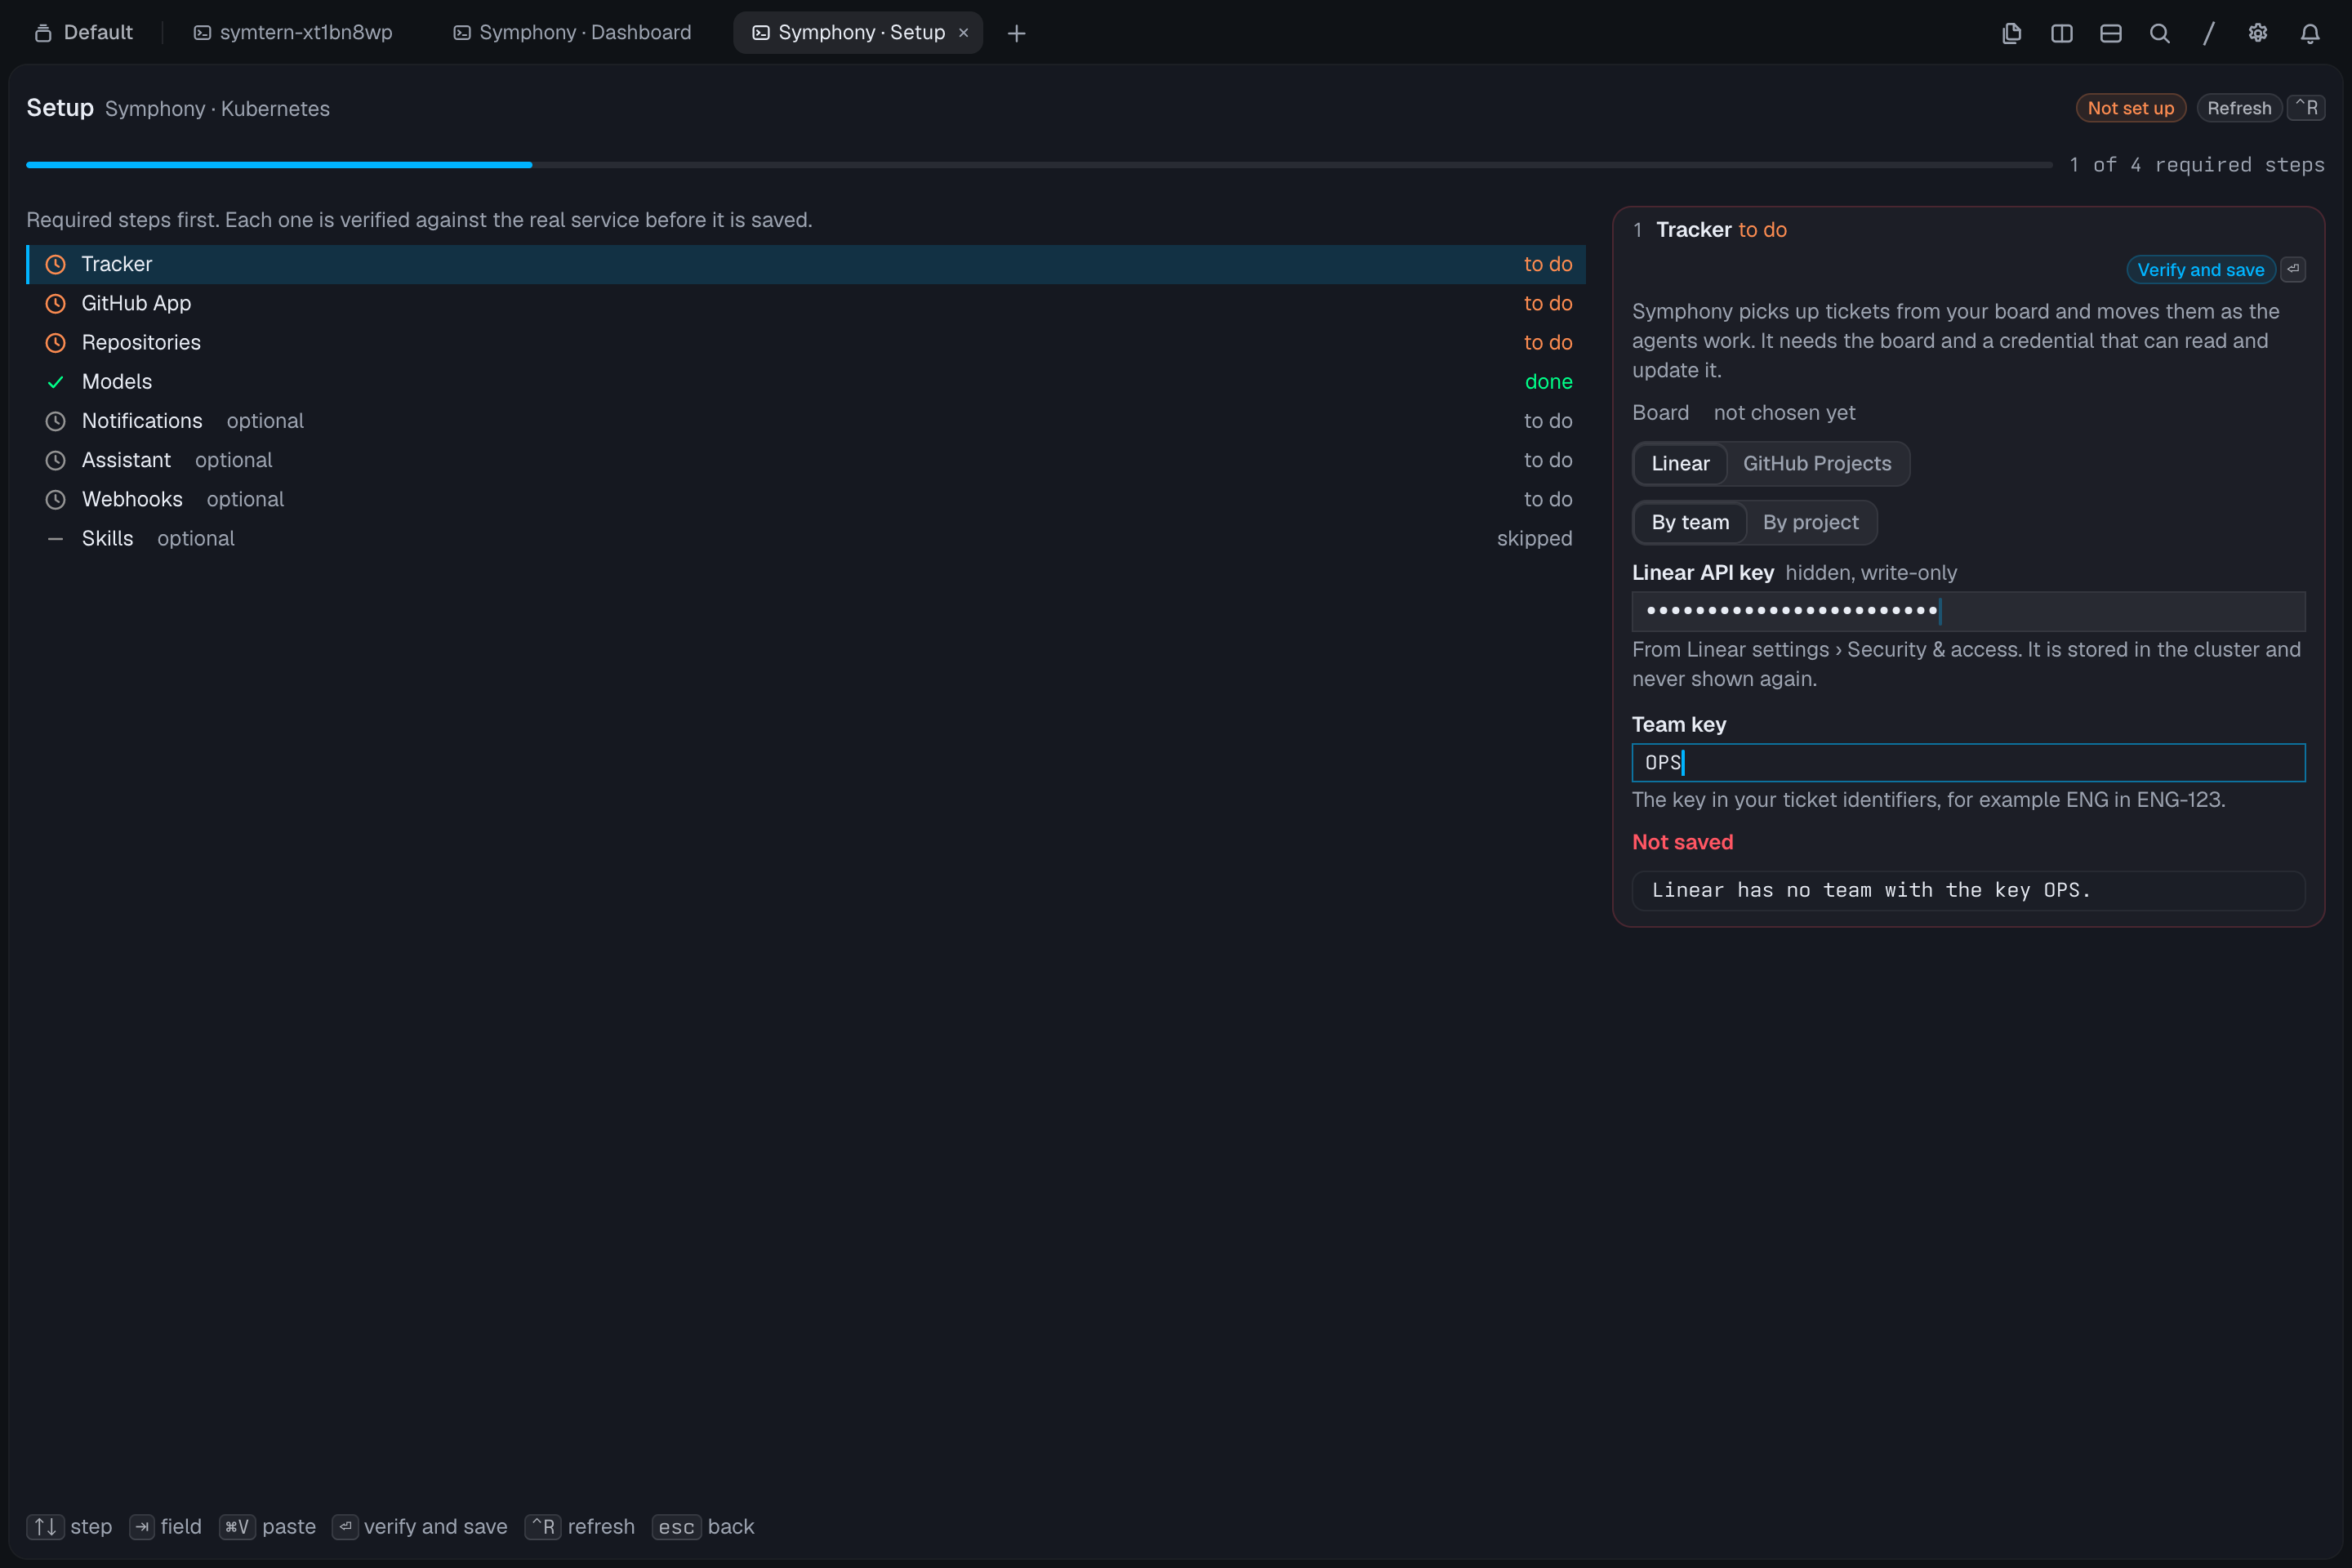 Default
symtern-xt1bn8wp
Symphony · Dashboard
Symphony · Setup ×
Setup Symphony · Kubernetes
Not set up Refresh ^R
1 of 4 required steps
Required steps first. Each one is verified against the real service before it is saved.
Tracker to do
GitHub App to do
Repositories to do
Models done
Notifications optional to do
Assistant optional to do
Webhooks optional to do
Skills optional skipped
1 Tracker to do
Verify and save ⏎
Symphony picks up tickets from your board and moves them as the
agents work. It needs the board and a credential that can read and
update it.
Board not chosen yet
Linear GitHub Projects
By team By project
Linear API key hidden, write-only
••••••••••••••••••••••••
From Linear settings › Security & access. It is stored in the cluster and
never shown again.
Team key
OPS
The key in your ticket identifiers, for example ENG in ENG-123.
Not saved
Linear has no team with the key OPS.
↑↓ step ⇥ field ⌘V paste ⏎ verify and save ^R refresh esc back